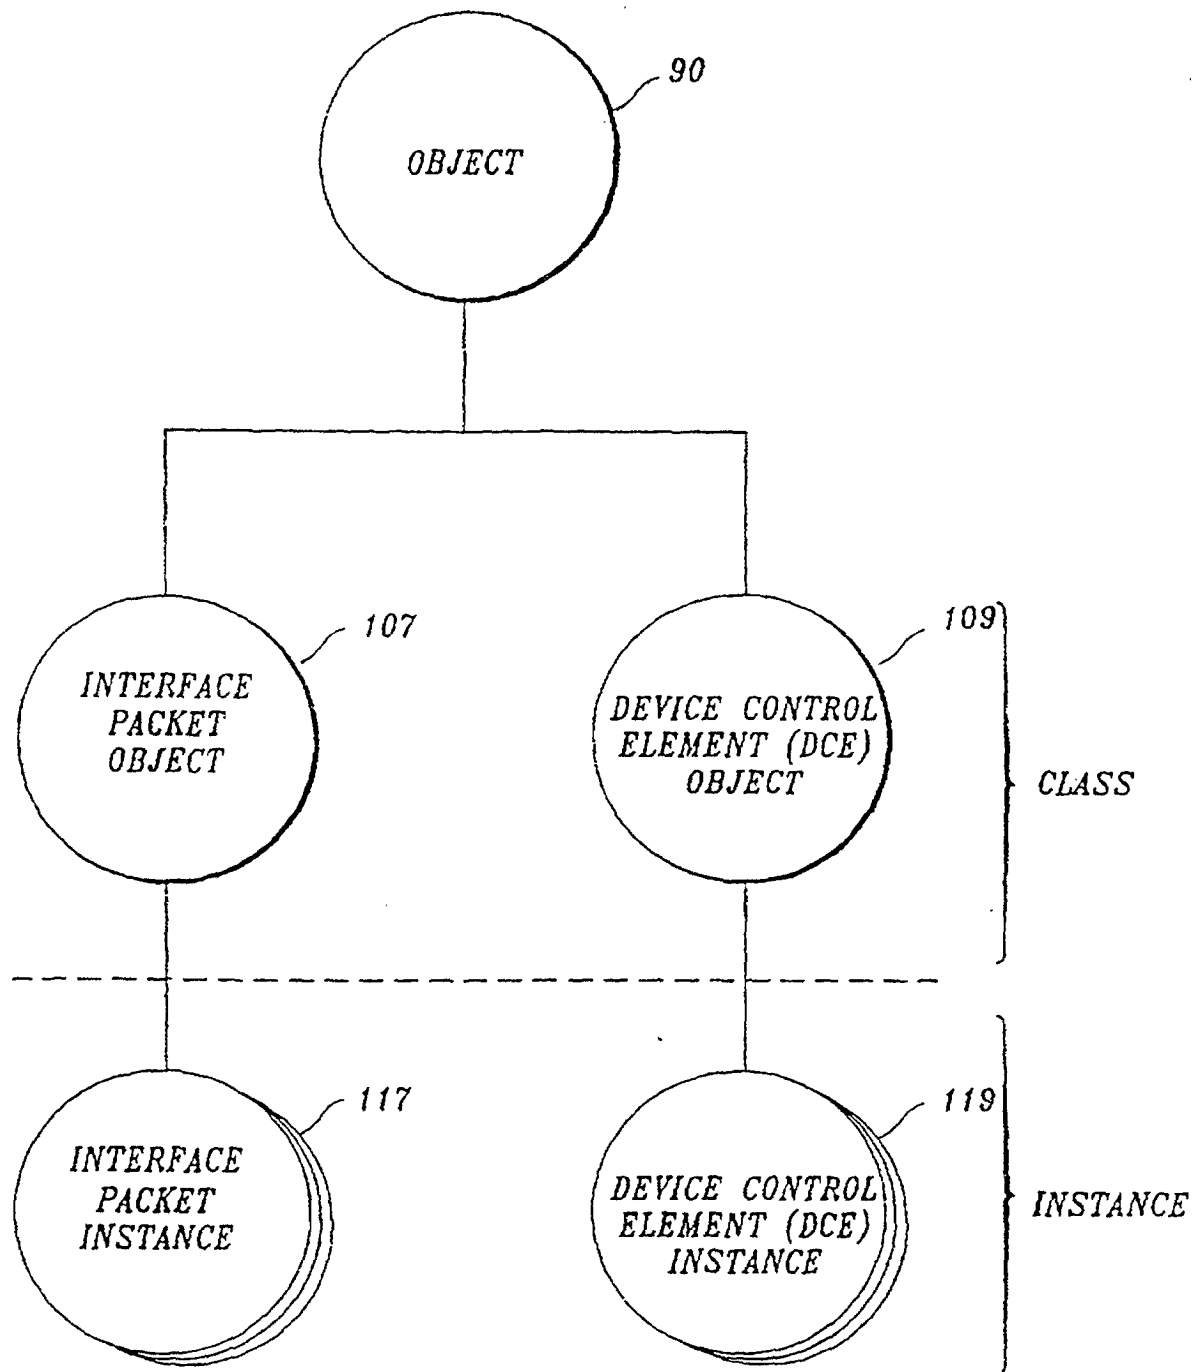 90
OBJECT
107
INTERFACE
PACKET
OBJECT
109
DEVICE CONTROL
ELEMENT (DCE)
OBJECT
CLASS
117
INTERFACE
PACKET
INSTANCE
119
DEVICE CONTROL
ELEMENT (DCE)
INSTANCE
INSTANCE